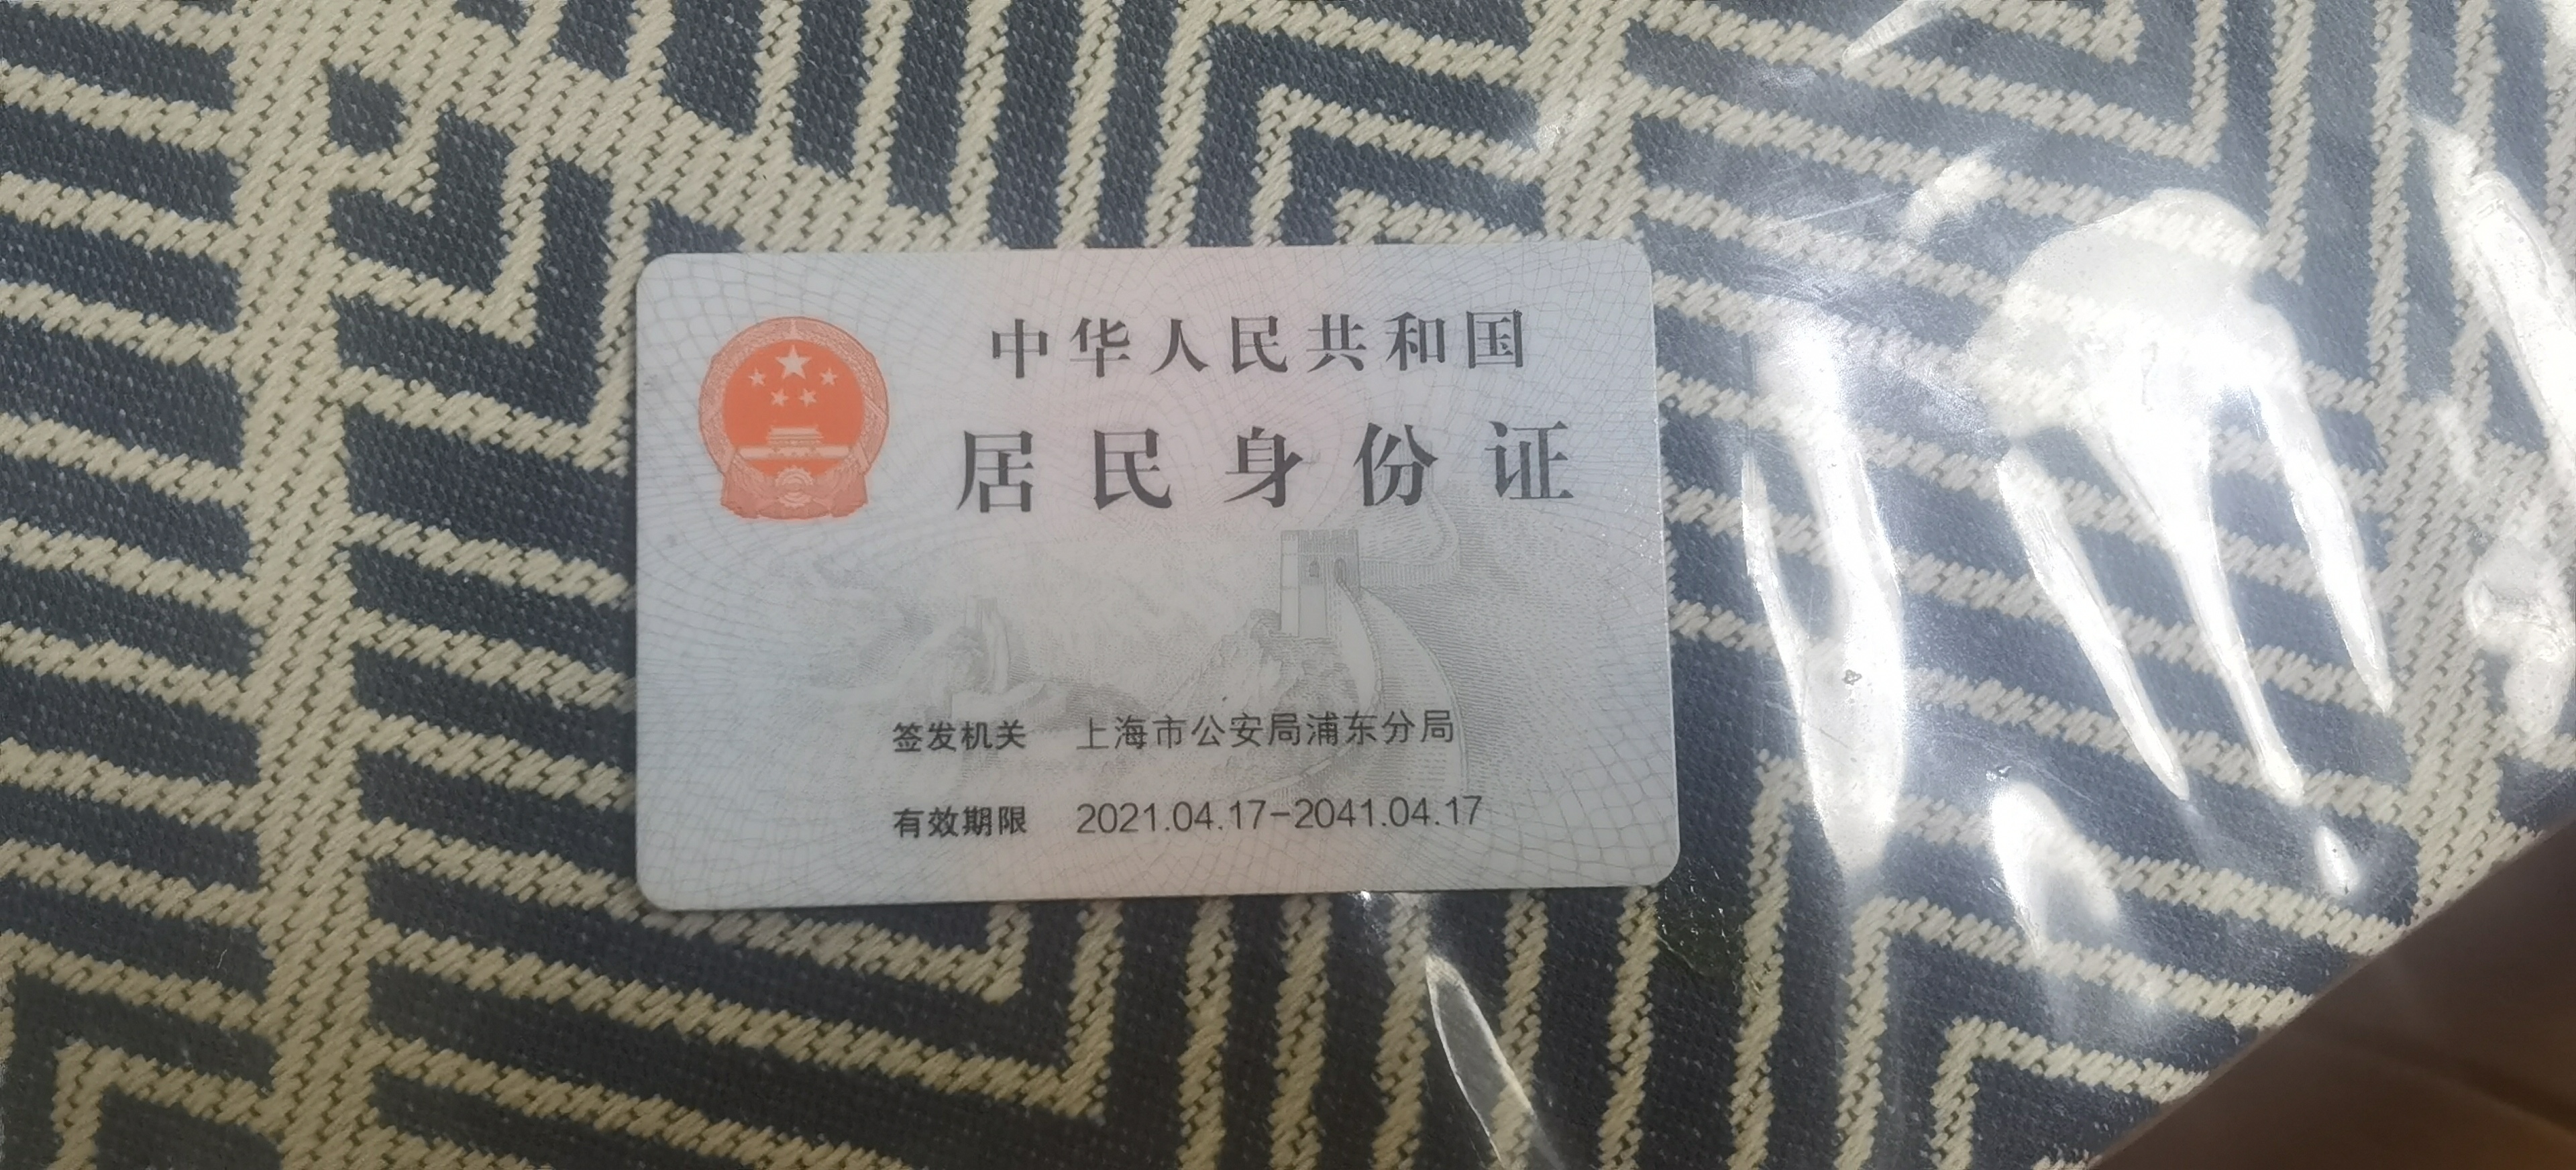 中华人民共和国
居民身份证
签发机关 上海市公安局浦东分局
有效期限 2021.04.17-2041.04.17